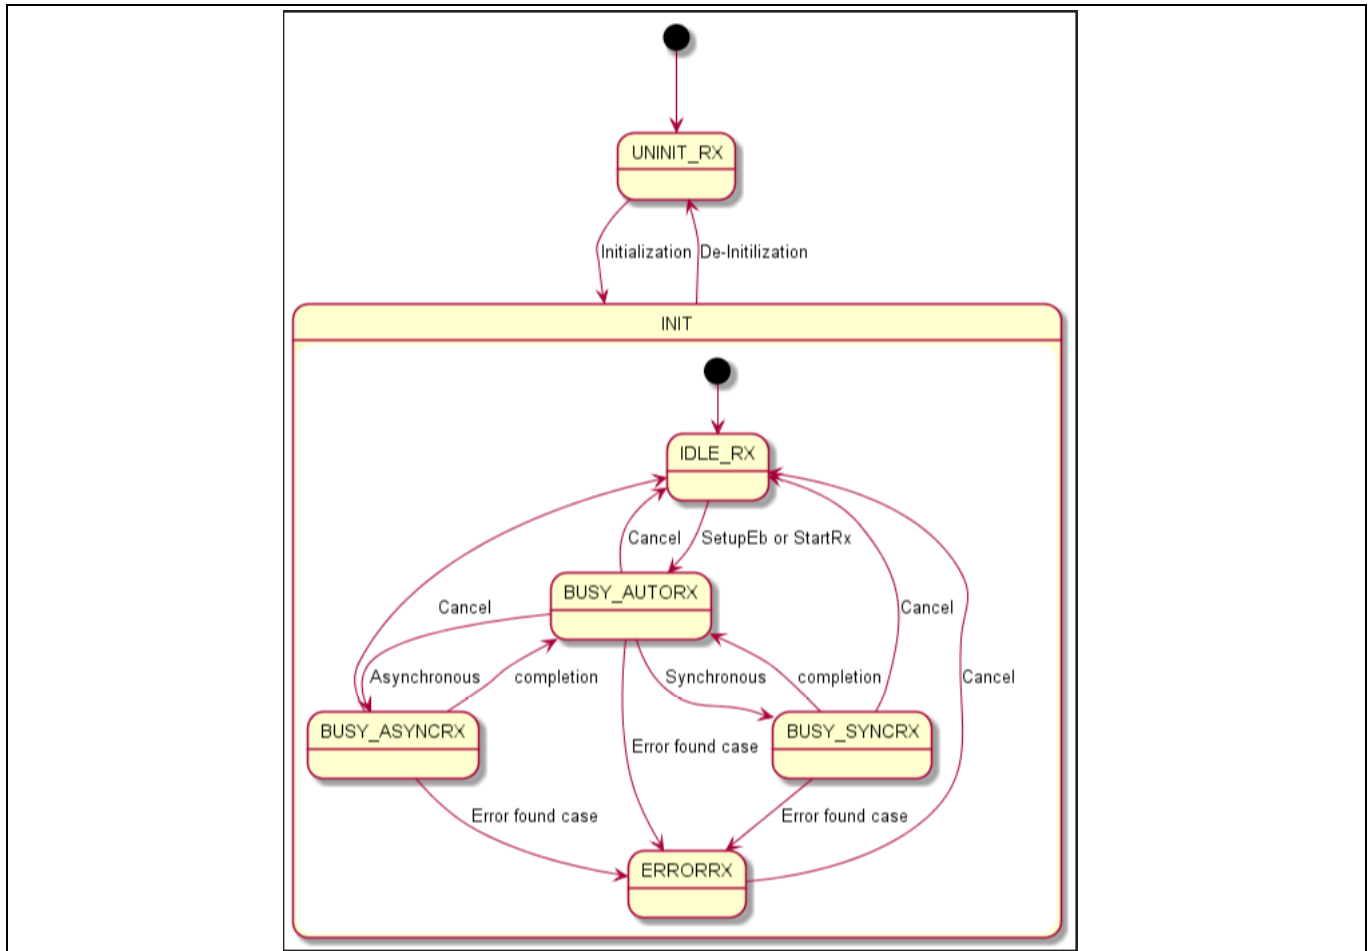 UNINIT_RX
Initialization
De-Initilization
INIT
IDLE_RX
Cancel
SetupEb or StartRx
BUSY_AUTORX
Cancel
Cancel
Asynchronous
completion
Synchronous
completion
Cancel
BUSY_ASYNCRX
BUSY_SYNCRX
Error found case
Error found case
Error found case
ERRORRX